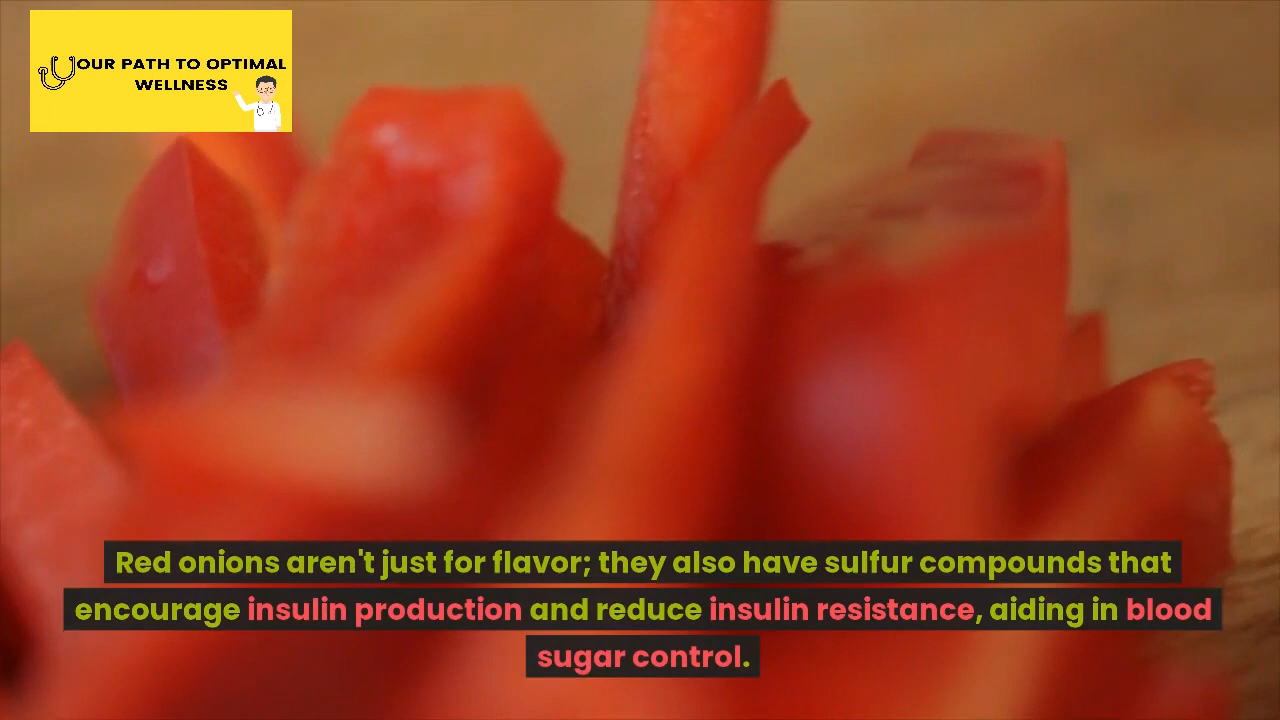 YOUR PATH TO OPTIMAL
WELLNESS
Red onions aren't just for flavor; they also have sulfur compounds that
encourage insulin production and reduce insulin resistance, aiding in blood
sugar control.